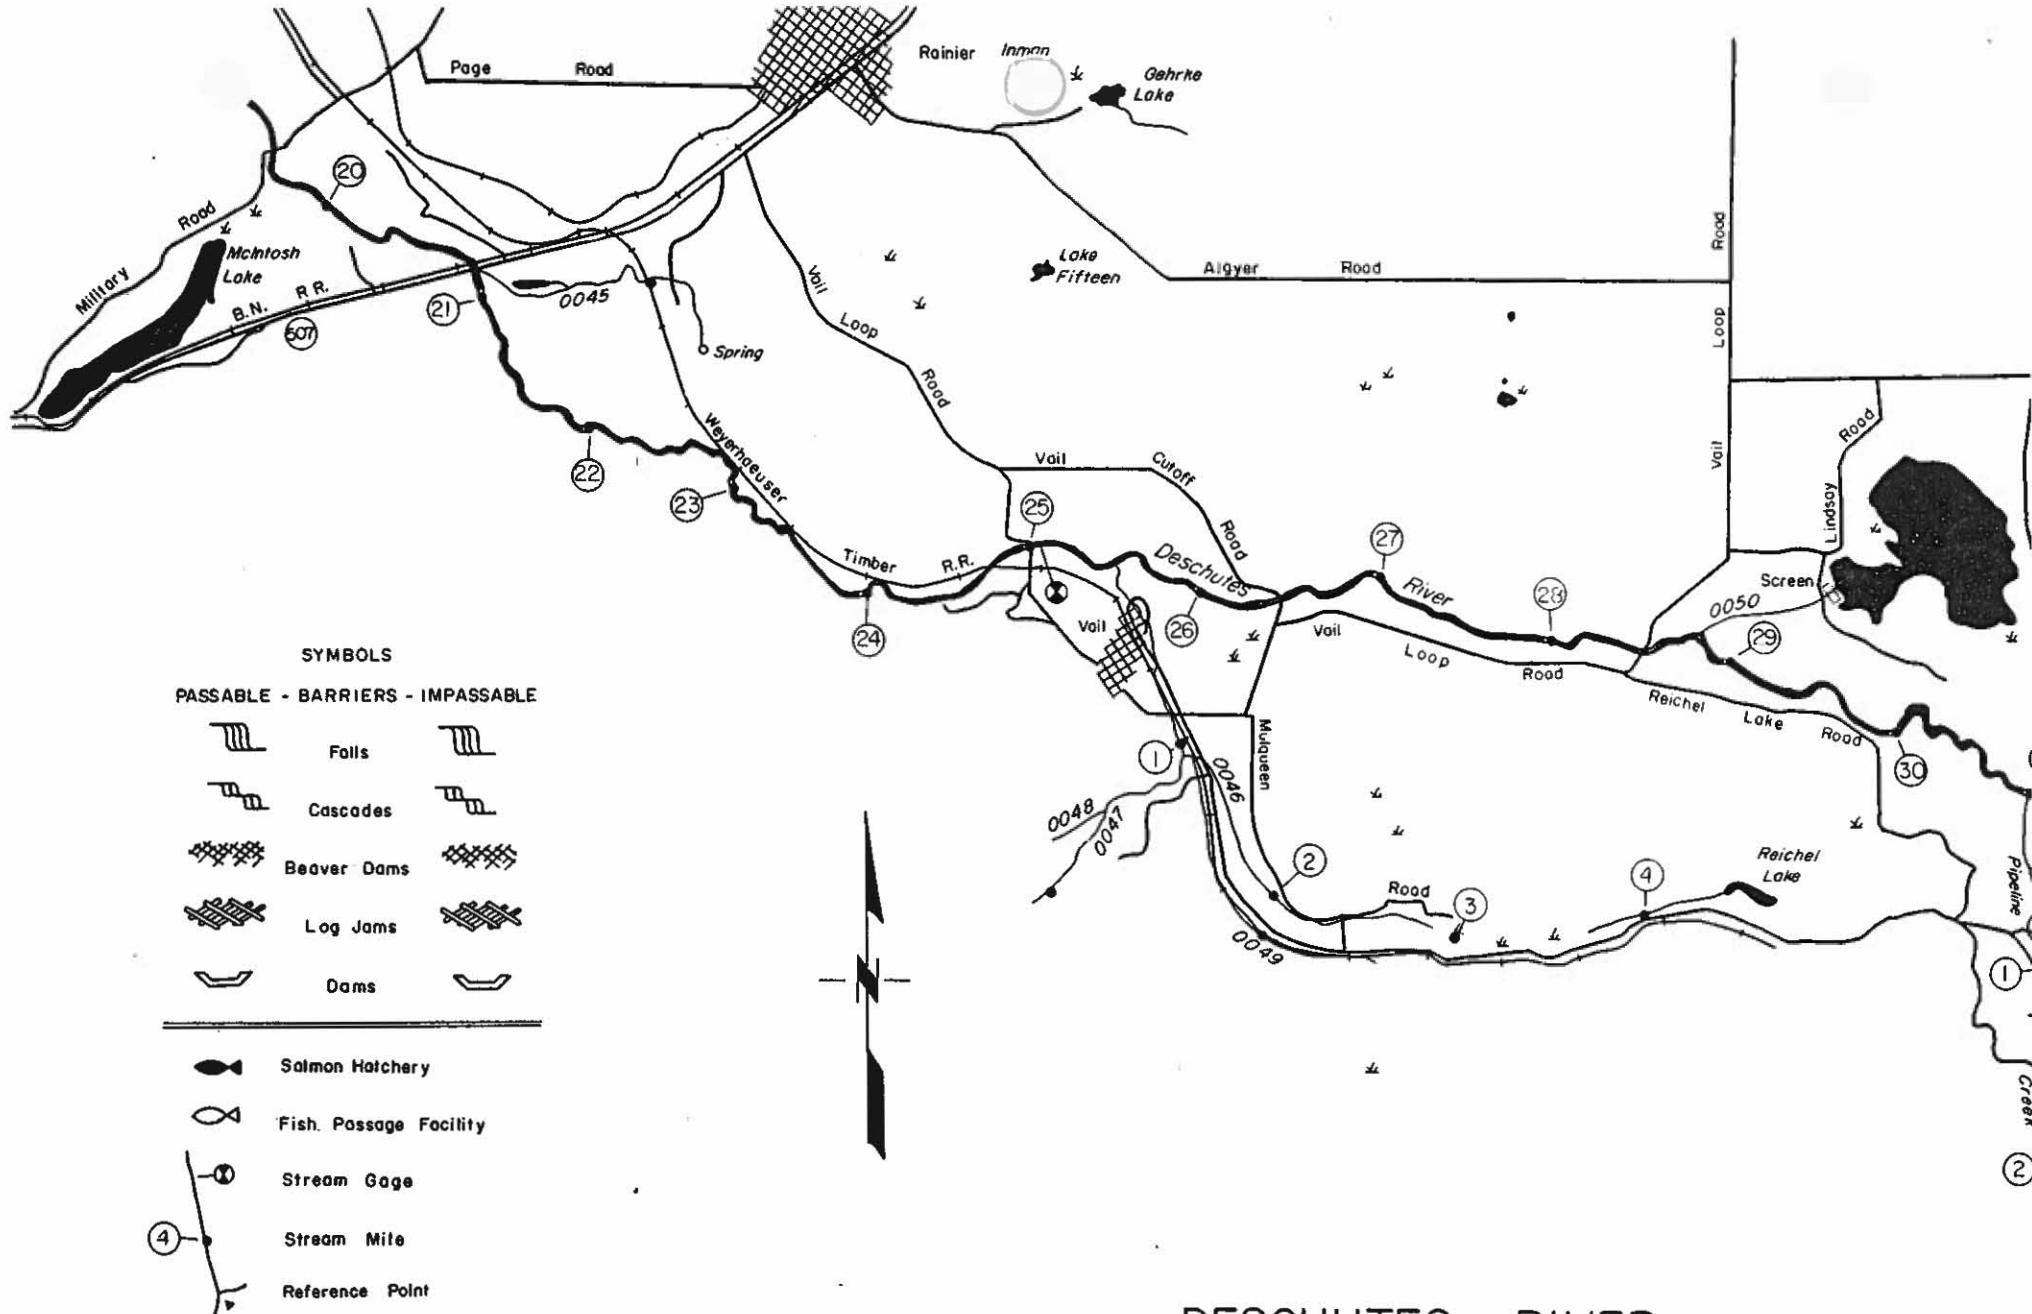 Page Road
Rainier
Inman
Gehrke
Lake
20
Military Road
McIntosh
Lake
B.N. R.R.
507
21
0045
Spring
Vail Loop Road
Lake
Fifteen
Algyer Road
Vail Loop Road
22
23
Weyerhaeuser Timber R.R.
24
25
Vail Cutoff Road
Deschutes River
26
27
28
29
30
Vail
Vail Loop Road
Reichel Lake Road
Lindsay Road
Screen
0050
Mulqueen Road
1
0046
0048
0047
2
3
4
0049
Reichel
Lake
Pipeline
Creek
1
2
SYMBOLS
PASSABLE - BARRIERS - IMPASSABLE
Falls
Cascades
Beaver Dams
Log Jams
Dams
N
Salmon Hatchery
Fish. Passage Facility
Stream Gage
4 Stream Mile
Reference Point
DESCHUTES RIVER